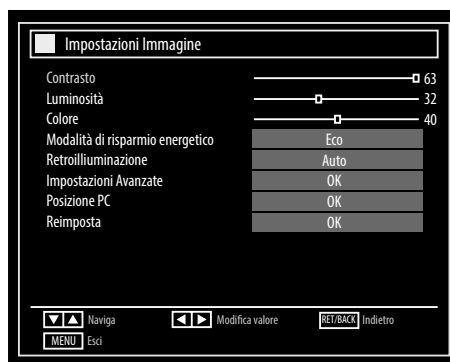 Impostazioni Immagine
Contrasto 63
Luminosità 32
Colore 40
Modalità di risparmio energetico Eco
Retroilluminazione Auto
Impostazioni Avanzate OK
Posizione PC OK
Reimposta OK
Naviga Modifica valore RET/BACK Indietro
MENU Esci